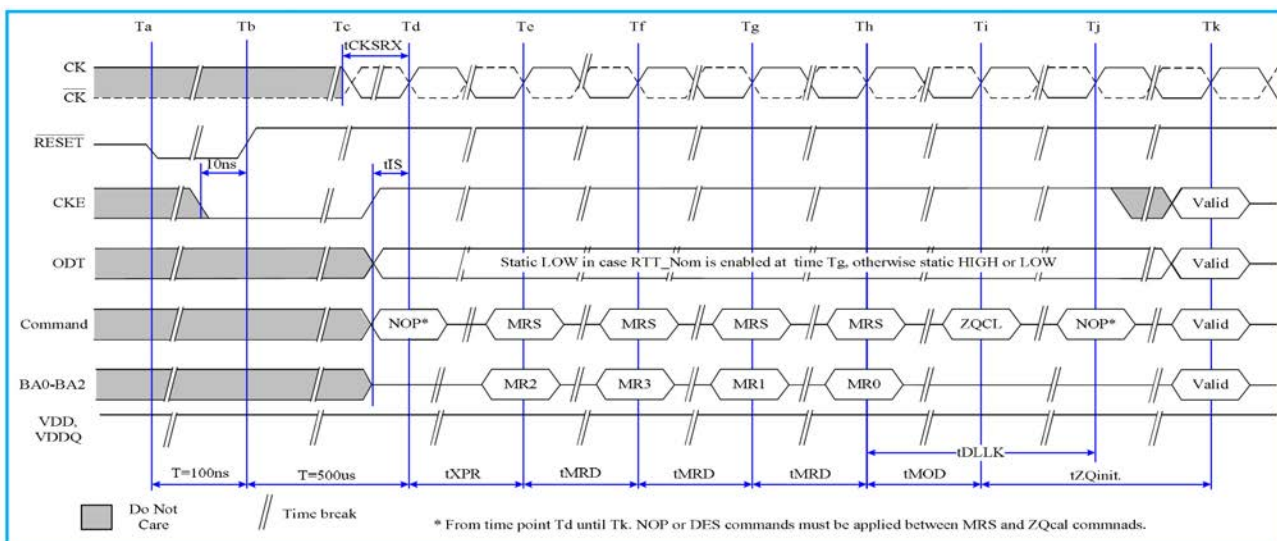 Ta Tb Tc Td Te Tf Tg Th Ti Tj Tk
tCKSRX
CK
CK
RESET
10ns
tIS
CKE
Valid
ODT
Static LOW in case RTT_Nom is enabled at time Tg, otherwise static HIGH or LOW
Valid
Command
NOP* MRS MRS MRS MRS ZQCL NOP* Valid
BA0-BA2
MR2 MR3 MR1 MR0 Valid
VDD,
VDDQ
tDLLK
T=100ns T=500us tXPR tMRD tMRD tMRD tMOD tZQinit.
Do Not
Care
Time break
* From time point Td until Tk. NOP or DES commands must be applied between MRS and ZQcal commnads.